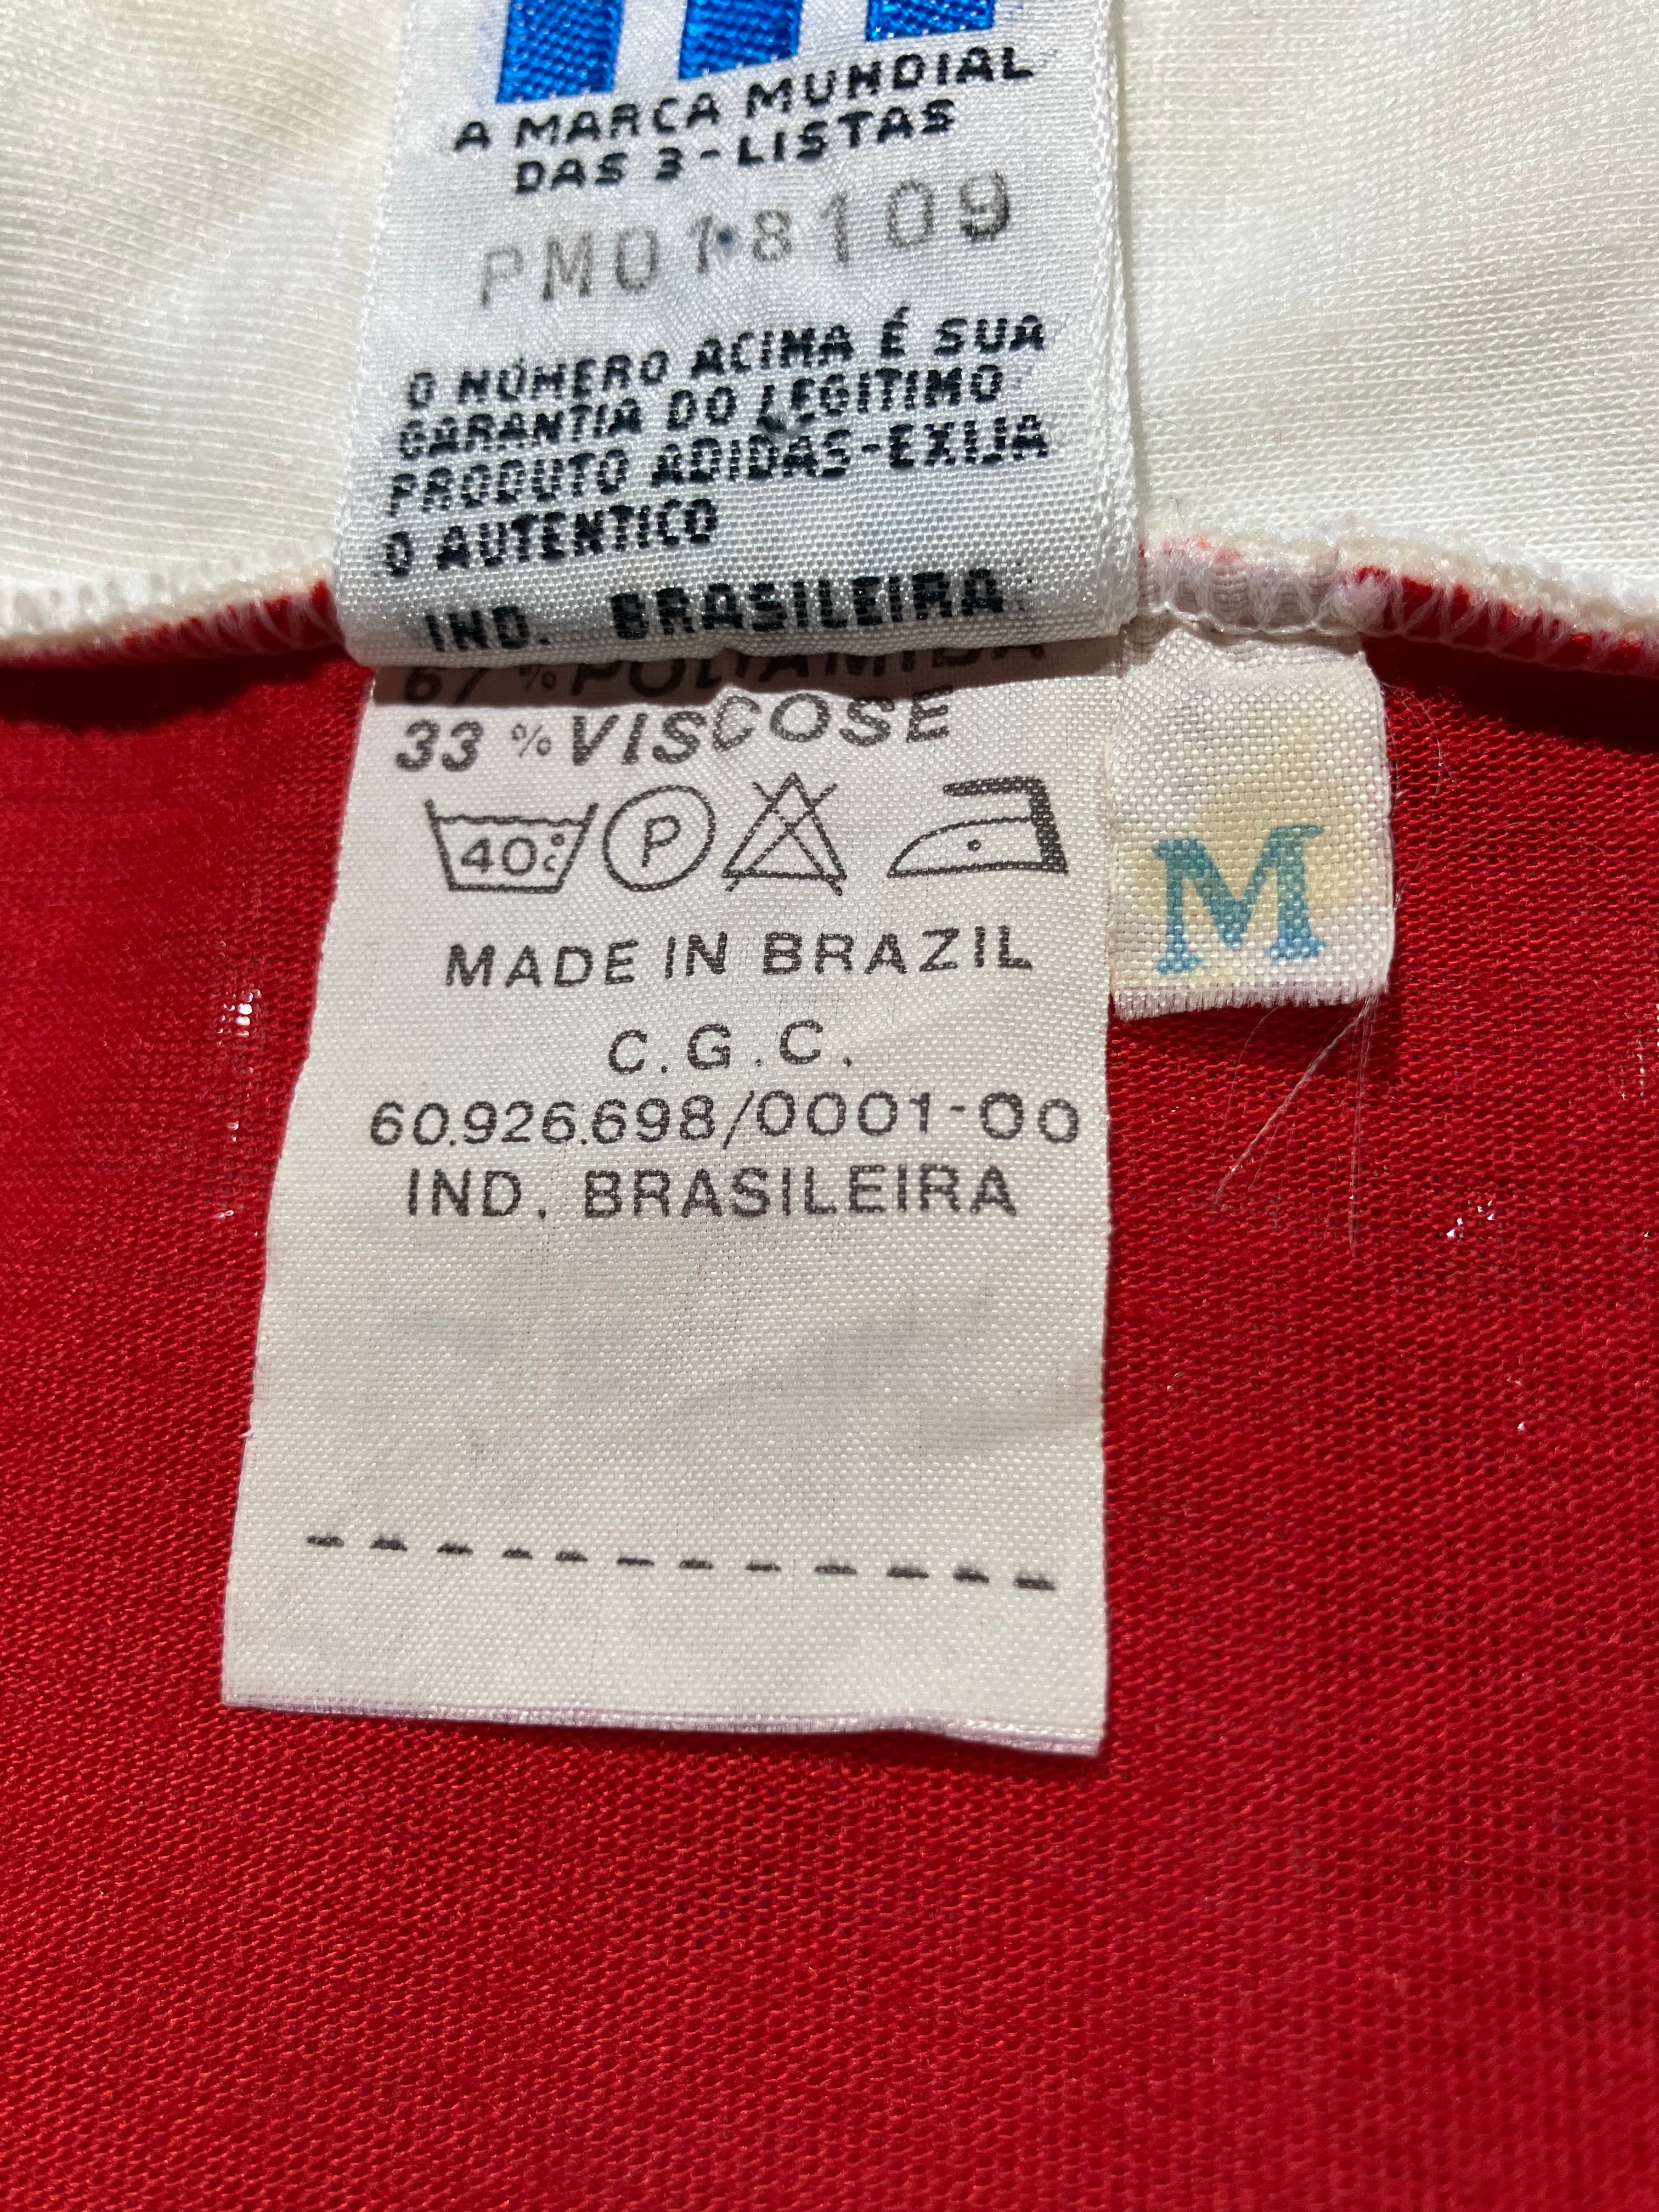 A MARCA MUNDIAL
DAS 3-LISTAS
PM018109
O NÚMERO ACIMA É SUA
GARANTIA DO LEGITIMO
PRODUTO ADIDAS-EXIJA
O AUTENTICO
IND. BRASILEIRA
67 % POLIAMIDA
33 % VISCOSE
40°C P
MADE IN BRAZIL
C.G.C.
60.926.698/0001-00
IND. BRASILEIRA
M